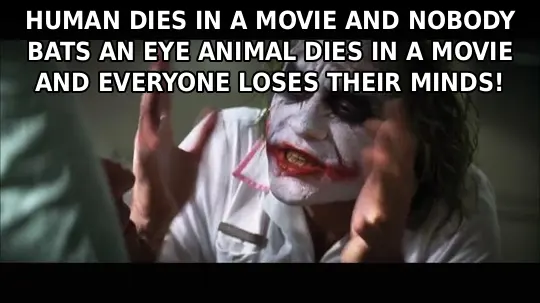 HUMAN DIES IN A MOVIE AND NOBODY
BATS AN EYE ANIMAL DIES IN A MOVIE
AND EVERYONE LOSES THEIR MINDS!